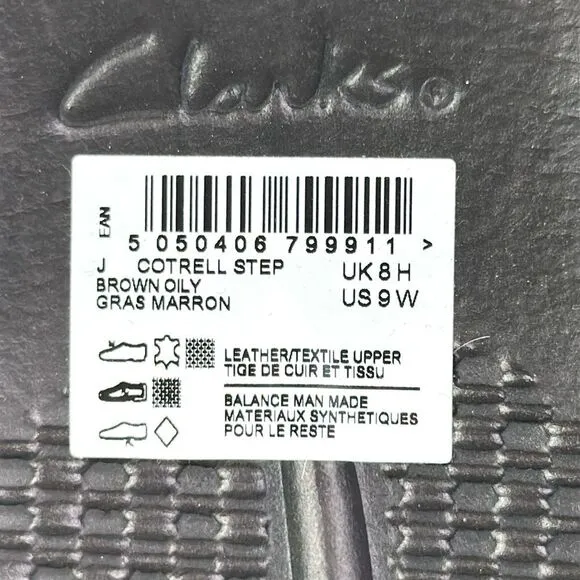 Clarks®
EAN
5 050406 799911 >
J COTRELL STEP UK 8 H
BROWN OILY US 9 W
GRAS MARRON
LEATHER/TEXTILE UPPER
TIGE DE CUIR ET TISSU
BALANCE MAN MADE
MATERIAUX SYNTHETIQUES
POUR LE RESTE